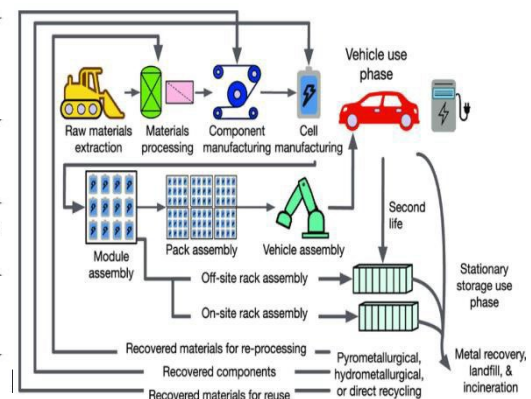 Vehicle use
phase
Raw materials
extraction
Materials
processing
Component
manufacturing
Cell
manufacturing
Module
assembly
Pack assembly
Vehicle assembly
Second
life
Off-site rack assembly
On-site rack assembly
Stationary
storage use
phase
Recovered materials for re-processing
Recovered components
Recovered materials for reuse
Pyrometallurgical,
hydrometallurgical,
or direct recycling
Metal recovery,
landfill, &
incineration